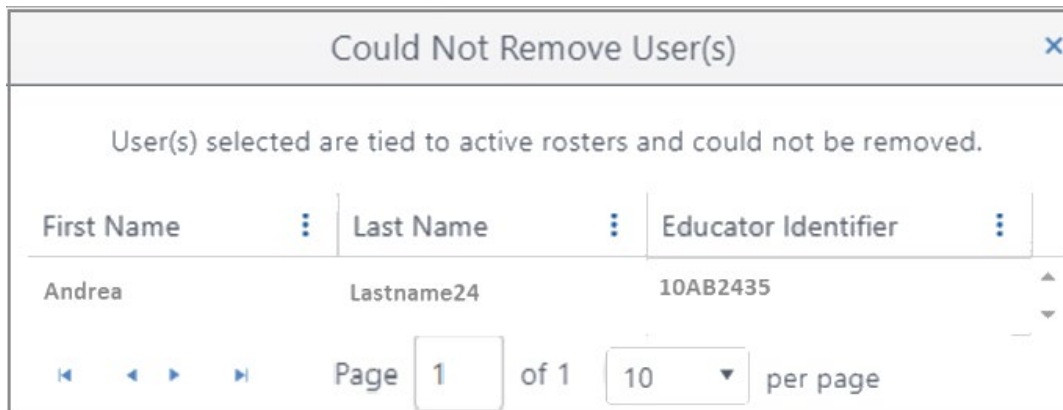 Could Not Remove User(s) ×
User(s) selected are tied to active rosters and could not be removed.
First Name Last Name Educator Identifier
Andrea Lastname24 10AB2435
Page 1 of 1 10 per page